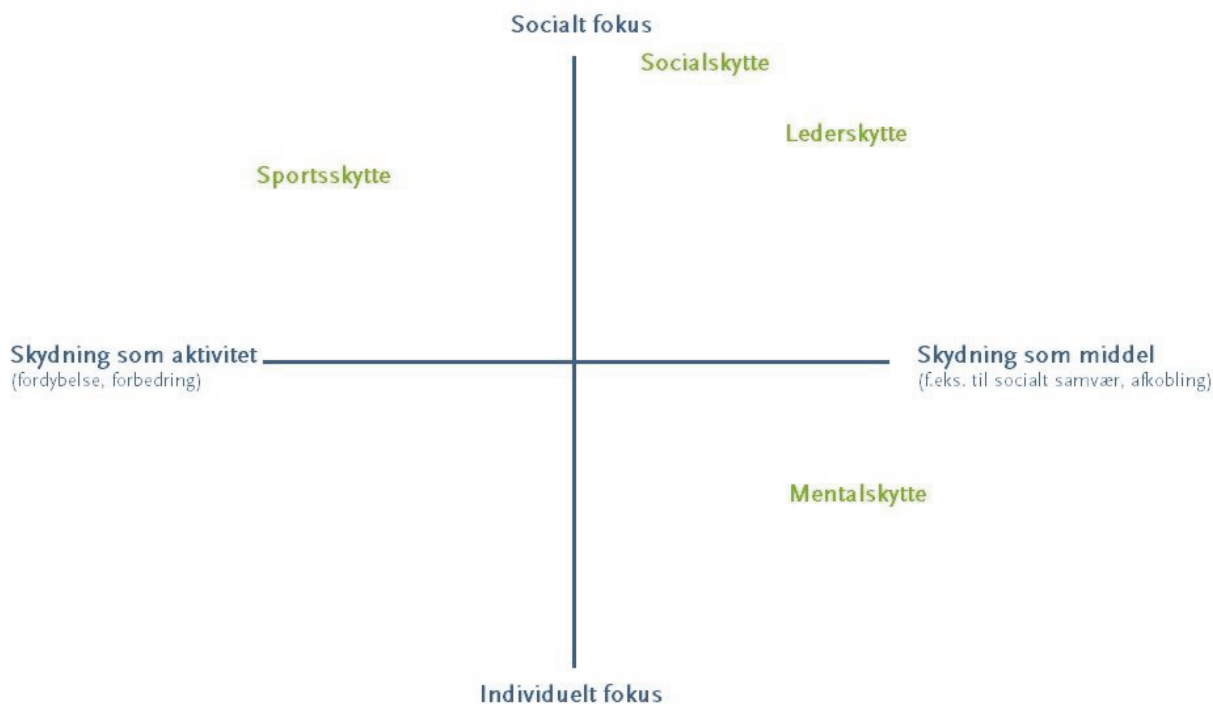 Socialt fokus
Socialskytte
Lederskytte
Sportsskytte
Skydning som aktivitet
(fordybelse, forbedring)
Skydning som middel
(f.eks. til socialt samvær, afkobling)
Mentalskytte
Individuelt fokus